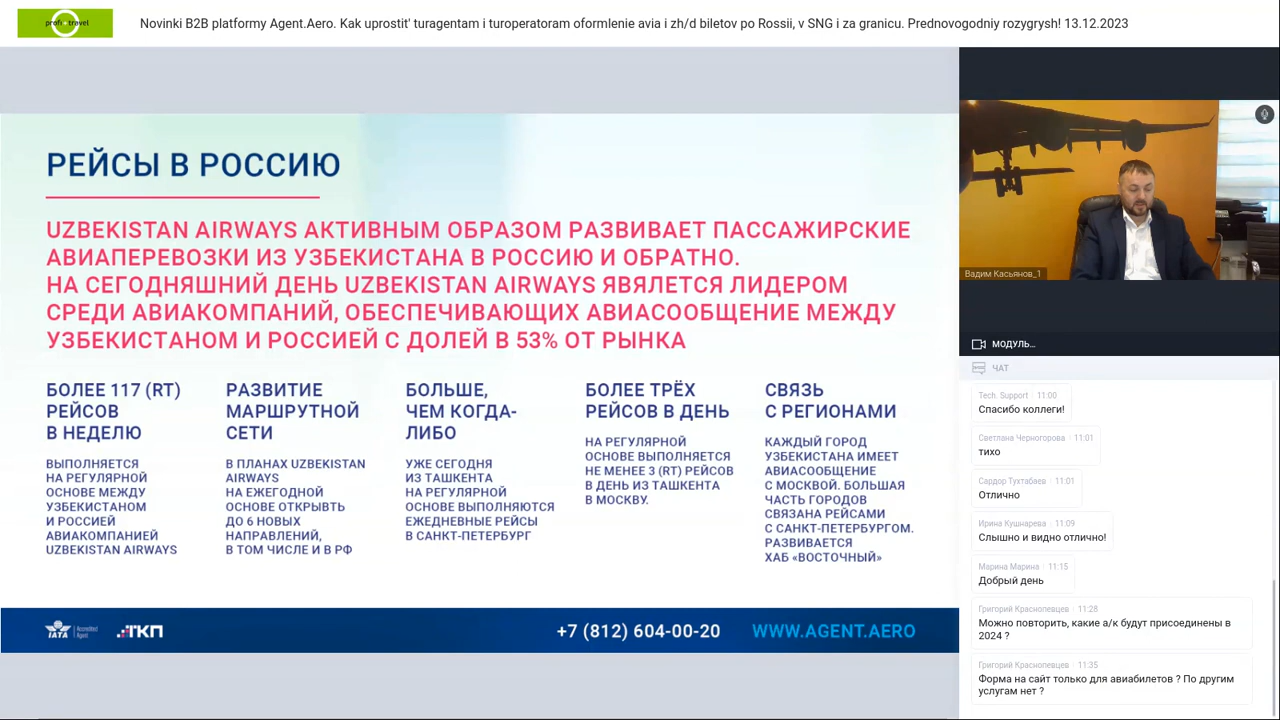 profi travel
Novinki B2B platformy Agent.Aero. Kak uprostit' turagentam i turoperatoram oformlenie avia i zh/d biletov po Rossii, v SNG i za granicu. Prednovogodniy rozygrysh! 13.12.2023
РЕЙСЫ В РОССИЮ
UZBEKISTAN AIRWAYS АКТИВНЫМ ОБРАЗОМ РАЗВИВАЕТ ПАССАЖИРСКИЕ
АВИАПЕРЕВОЗКИ ИЗ УЗБЕКИСТАНА В РОССИЮ И ОБРАТНО.
НА СЕГОДНЯШНИЙ ДЕНЬ UZBEKISTAN AIRWAYS ЯВЯЛЕТСЯ ЛИДЕРОМ
СРЕДИ АВИАКОМПАНИЙ, ОБЕСПЕЧИВАЮЩИХ АВИАСООБЩЕНИЕ МЕЖДУ
УЗБЕКИСТАНОМ И РОССИЕЙ С ДОЛЕЙ В 53% ОТ РЫНКА
БОЛЕЕ 117 (RT)
РЕЙСОВ
В НЕДЕЛЮ
ВЫПОЛНЯЕТСЯ
НА РЕГУЛЯРНОЙ
ОСНОВЕ МЕЖДУ
УЗБЕКИСТАНОМ
И РОССИЕЙ
АВИАКОМПАНИЕЙ
UZBEKISTAN AIRWAYS
РАЗВИТИЕ
МАРШРУТНОЙ
СЕТИ
В ПЛАНАХ UZBEKISTAN
AIRWAYS
НА ЕЖЕГОДНОЙ
ОСНОВЕ ОТКРЫВТЬ
ДО 6 НОВЫХ
НАПРАВЛЕНИЙ,
В ТОМ ЧИСЛЕ И В РФ
БОЛЬШЕ,
ЧЕМ КОГДА-
ЛИБО
УЖЕ СЕГОДНЯ
ИЗ ТАШКЕНТА
НА РЕГУЛЯРНОЙ
ОСНОВЕ ВЫПОЛНЯЮТСЯ
ЕЖЕДНЕВНЫЕ РЕЙСЫ
В САНКТ-ПЕТЕРБУРГ
БОЛЕЕ ТРЁХ
РЕЙСОВ В ДЕНЬ
НА РЕГУЛЯРНОЙ
ОСНОВЕ ВЫПОЛНЯЕТСЯ
НЕ МЕНЕЕ 3 (RT) РЕЙСОВ
В ДЕНЬ ИЗ ТАШКЕНТА
В МОСКВУ.
СВЯЗЬ
С РЕГИОНАМИ
КАЖДЫЙ ГОРОД
УЗБЕКИСТАНА ИМЕЕТ
АВИАСООБЩЕНИЕ
С МОСКВОЙ. БОЛЬШАЯ
ЧАСТЬ ГОРОДОВ
СВЯЗАНА РЕЙСАМИ
С САНКТ-ПЕТЕРБУРГОМ.
РАЗВИВАЕТСЯ
ХАБ «ВОСТОЧНЫЙ»
IATA Accredited Agent
ТКП
+7 (812) 604-00-20
WWW.AGENT.AERO
Вадим Касьянов_1
МОДУЛЬ...
ЧАТ
Tech. Support 11:00
Спасибо коллеги!
Светлана Черногорова 11:01
тихо
Сардор Тухтабаев 11:01
Отлично
Ирина Кушнарева 11:09
Слышно и видно отлично!
Марина Марина 11:15
Добрый день
Григорий Краснопевцев 11:28
Можно повторить, какие а/к будут присоединены в
2024 ?
Григорий Краснопевцев 11:35
Форма на сайт только для авиабилетов ? По другим
услугам нет ?